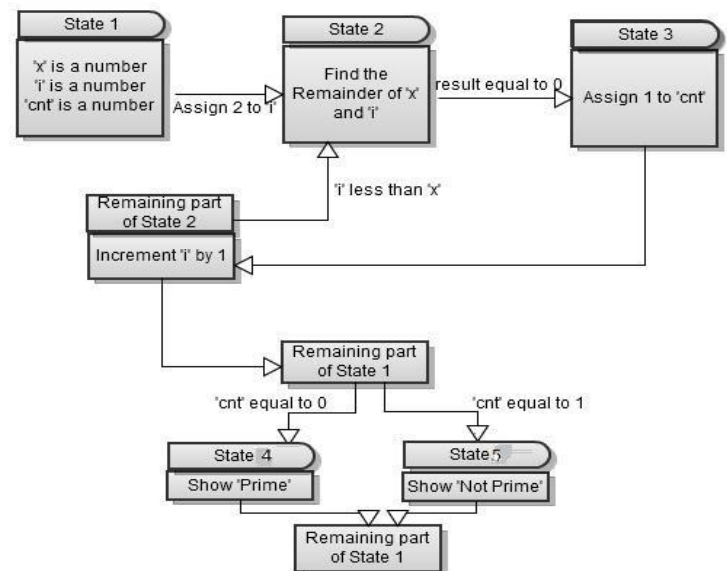 State 1
'x' is a number
'i' is a number
'cnt' is a number
Assign 2 to 'i'
State 2
Find the
Remainder of 'x'
and 'i'
result equal to 0
State 3
Assign 1 to 'cnt'
'i' less than 'x'
Remaining part
of State 2
Increment 'i' by 1
Remaining part
of State 1
'cnt' equal to 0
'cnt' equal to 1
State 4
Show 'Prime'
State 5
Show 'Not Prime'
Remaining part
of State 1